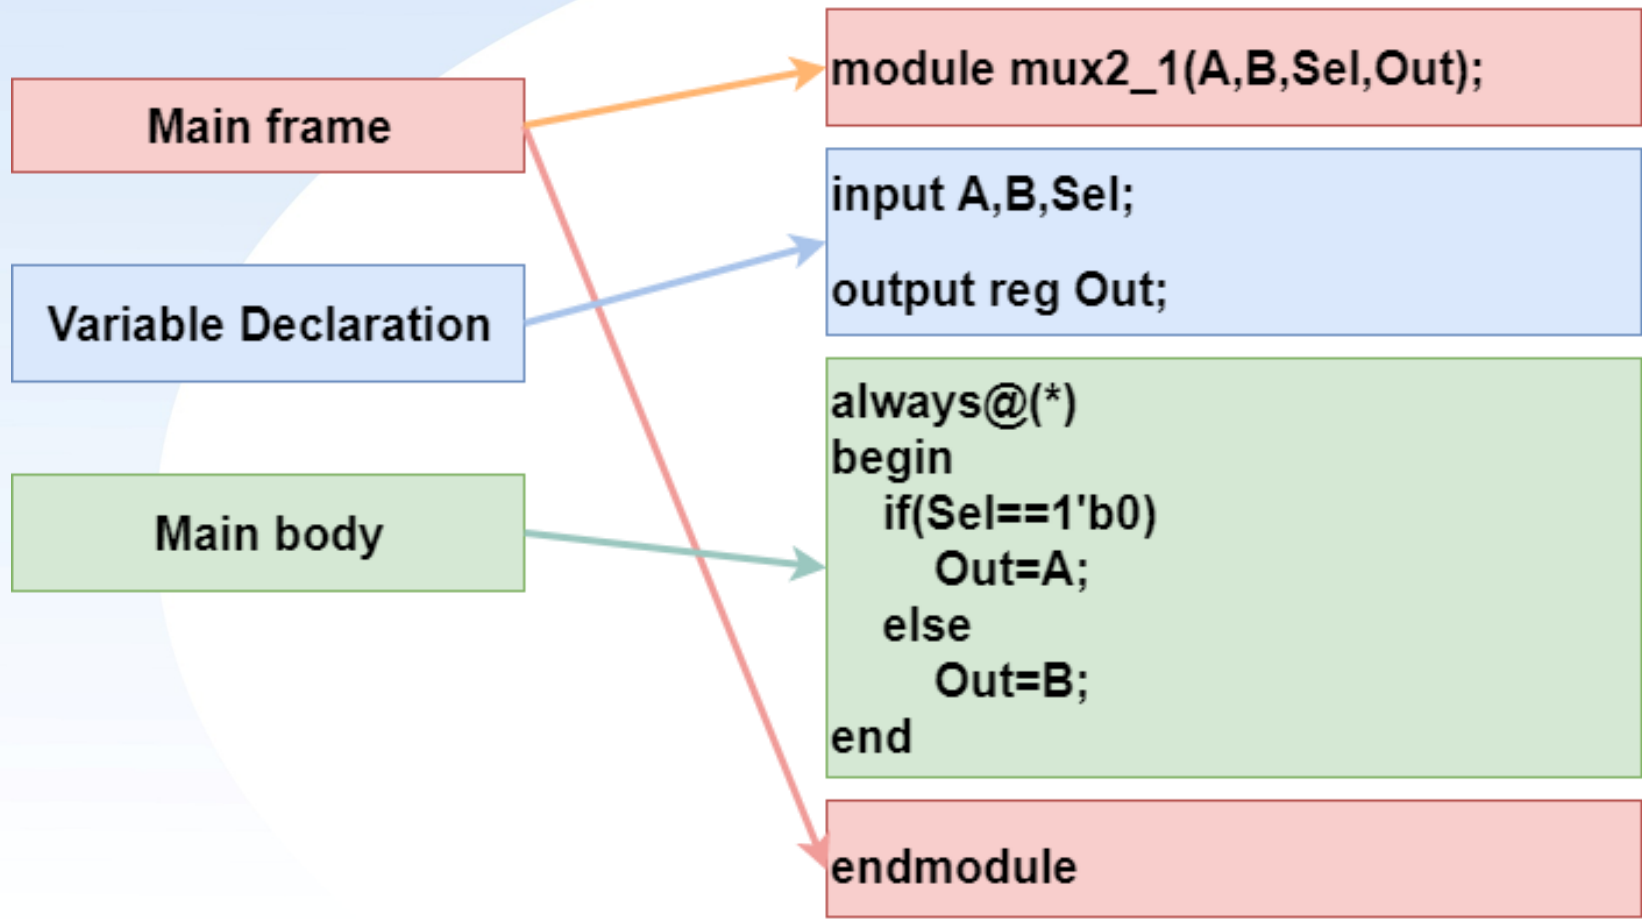 Main frame
Variable Declaration
Main body
module mux2_1(A,B,Sel,Out);
input A,B,Sel;
output reg Out;
always@(*)
begin
if(Sel==1'b0)
Out=A;
else
Out=B;
end
endmodule